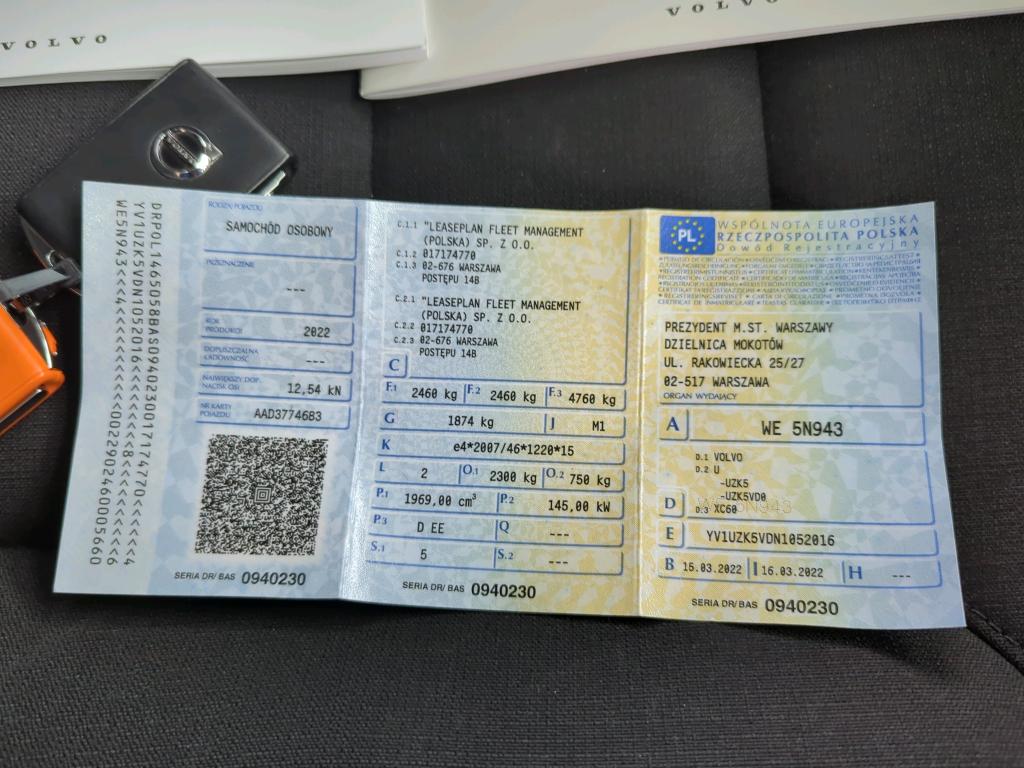 VOLVO
VOLVO
DRPOL1465D58BAS09402300171747770<<<<<<4
YV1UZK5VDN1052016<<<<<<<<<8<<<<<<<<<6
WE5N943<<<4<<<<<<<<<<<0022902460005660
RODZAJ POJAZDU
SAMOCHÓD OSOBOWY
PRZEZNACZENIE
---
ROK PRODUKCJI 2022
DOPUSZCZALNA ŁADOWNOŚĆ ---
NAJWIĘKSZY DOP. NACISK OSI 12,54 kN
NR KARTY POJAZDU AAD3774683
SERIA DR/ BAS 0940230
C.1.1 "LEASEPLAN FLEET MANAGEMENT
(POLSKA) SP. Z O.O.
C.1.2 017174770
C.1.3 02-676 WARSZAWA
POSTĘPU 14B
C.2.1 "LEASEPLAN FLEET MANAGEMENT
(POLSKA) SP. Z O.O.
C.2.2 017174770
C.2.3 02-676 WARSZAWA
POSTĘPU 14B
C
F.1 2460 kg F.2 2460 kg F.3 4760 kg
G 1874 kg J M1
K e4*2007/46*1220*15
L 2 O.1 2300 kg O.2 750 kg
P.1 1969,00 cm³ P.2 145,00 kW
P.3 D EE Q ---
S.1 5 S.2 ---
SERIA DR/ BAS 0940230
PL
WSPÓLNOTA EUROPEJSKA
RZECZPOSPOLITA POLSKA
Dowód Rejestracyjny
PREZYDENT M.ST. WARSZAWY
DZIELNICA MOKOTÓW
UL. RAKOWIECKA 25/27
02-517 WARSZAWA
ORGAN WYDAJĄCY
A WE 5N943
D.1 VOLVO
D.2 U
-UZK5
-UZK5VD0
D D.3 XC60
E YV1UZK5VDN1052016
B 15.03.2022 I 16.03.2022 H ---
SERIA DR/ BAS 0940230